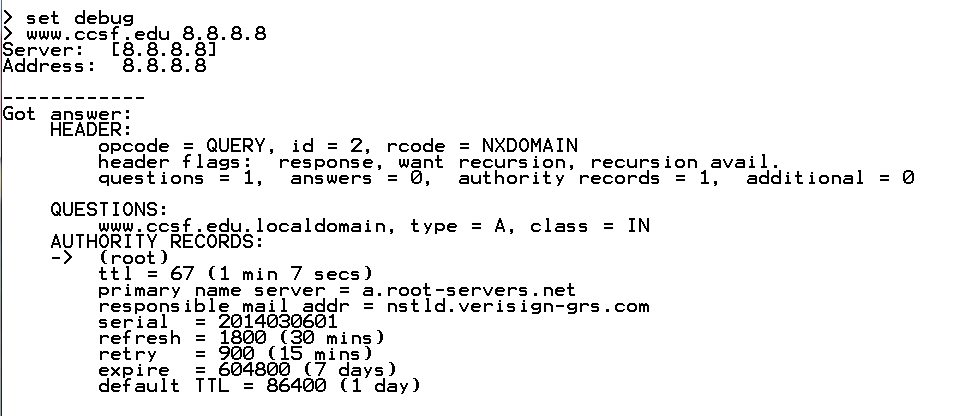 > set debug
> www.ccsf.edu 8.8.8.8
Server:  [8.8.8.8]
Address:  8.8.8.8

------------
Got answer:
    HEADER:
        opcode = QUERY, id = 2, rcode = NXDOMAIN
        header flags:  response, want recursion, recursion avail.
        questions = 1,  answers = 0,  authority records = 1,  additional = 0

    QUESTIONS:
        www.ccsf.edu.localdomain, type = A, class = IN
    AUTHORITY RECORDS:
    ->  (root)
        ttl = 67 (1 min 7 secs)
        primary name server = a.root-servers.net
        responsible mail addr = nstld.verisign-grs.com
        serial  = 2014030601
        refresh = 1800 (30 mins)
        retry   = 900 (15 mins)
        expire  = 604800 (7 days)
        default TTL = 86400 (1 day)